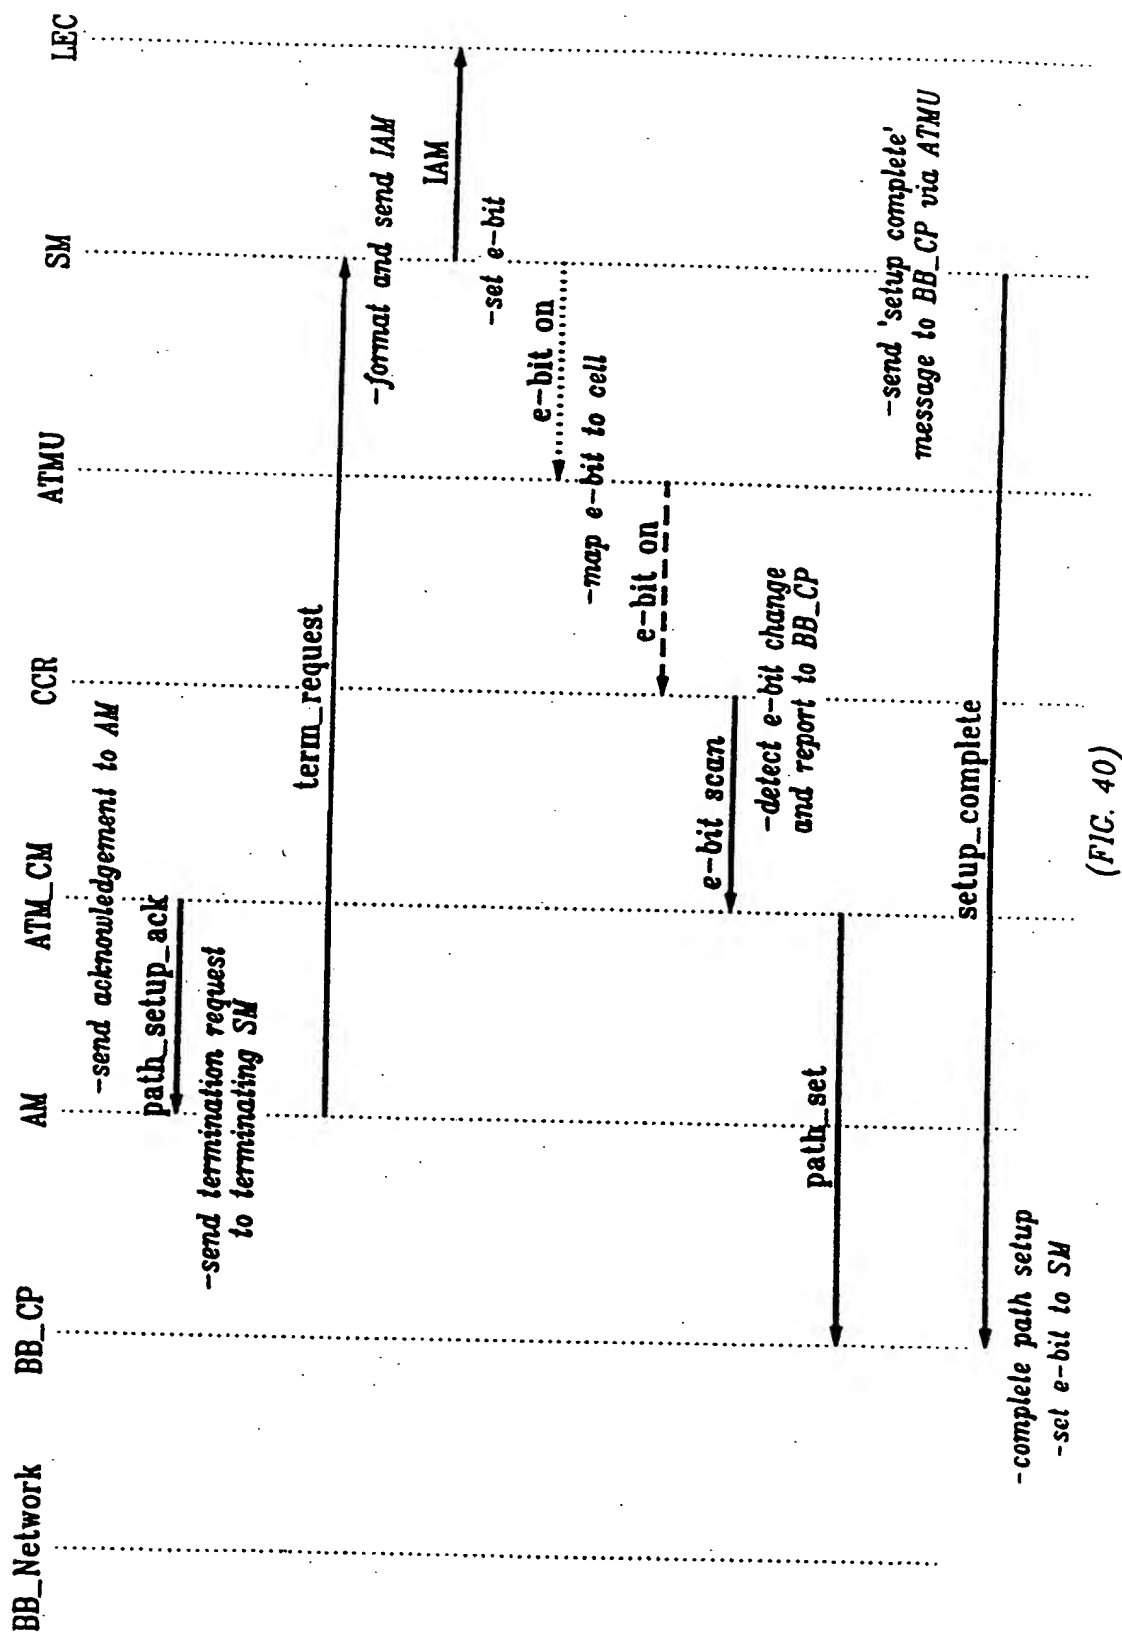 BB_Network
BB_CP
AM
ATM_CM
CCR
ATMU
SM
LEC
-send acknowledgement to AM
path_setup_ack
-send termination request
to terminating SM
term_request
-format and send IAM
IAM
-set e-bit
e-bit on
-map e-bit to cell
e-bit on
e-bit scan
-detect e-bit change
and report to BB_CP
path_set
-send 'setup complete'
message to BB_CP via ATMU
setup_complete
-complete path setup
-set e-bit to SM
(FIG. 40)